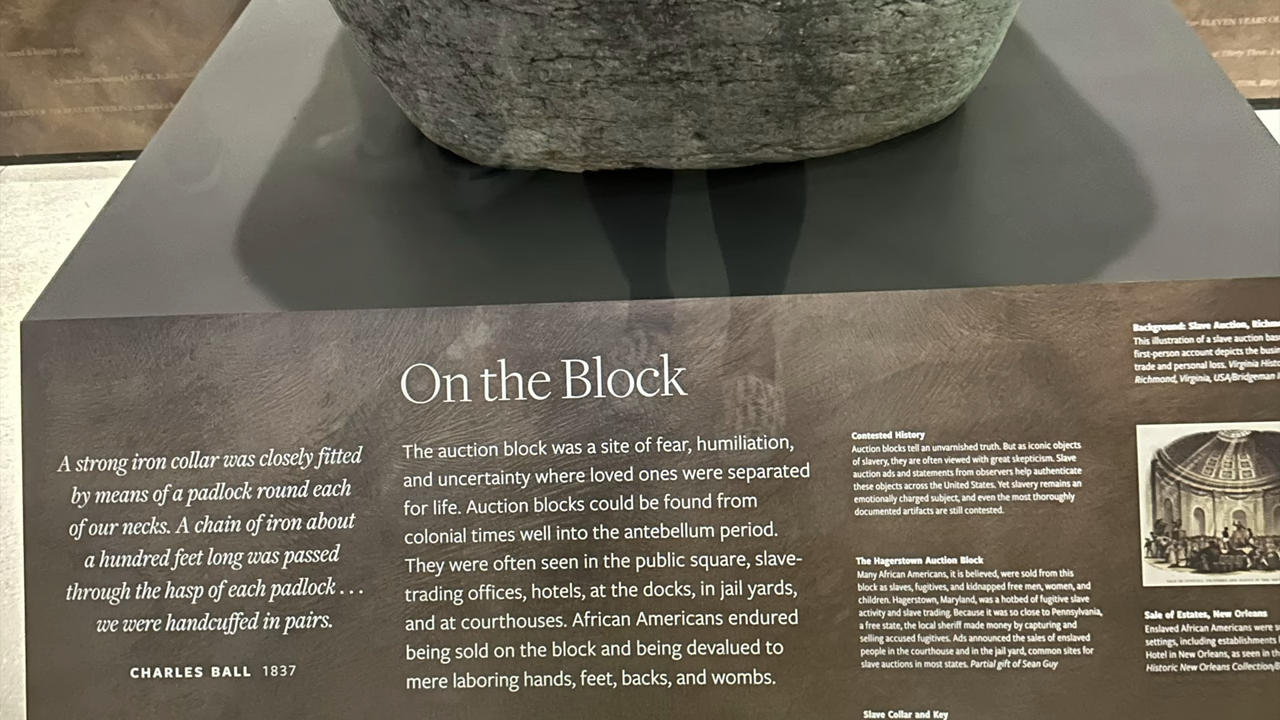 ELEVEN YEARS
On the Block
A strong iron collar was closely fitted
by means of a padlock round each
of our necks. A chain of iron about
a hundred feet long was passed
through the hasp of each padlock . . .
we were handcuffed in pairs.
CHARLES BALL 1837
The auction block was a site of fear, humiliation,
and uncertainty where loved ones were separated
for life. Auction blocks could be found from
colonial times well into the antebellum period.
They were often seen in the public square, slave-
trading offices, hotels, at the docks, in jail yards,
and at courthouses. African Americans endured
being sold on the block and being devalued to
mere laboring hands, feet, backs, and wombs.
Contested History
Auction blocks tell an unvarnished truth. But as iconic objects
of slavery, they are often viewed with great skepticism. Slave
auction ads and statements from observers help authenticate
these objects across the United States. Yet slavery remains an
emotionally charged subject, and even the most thoroughly
documented artifacts are still contested.
The Hagerstown Auction Block
Many African Americans, it is believed, were sold from this
block as slaves, fugitives, and kidnapped free men, women, and
children. Hagerstown, Maryland, was a hotbed of fugitive slave
activity and slave trading. Because it was so close to Pennsylvania,
a free state, the local sheriff made money by capturing and
selling accused fugitives. Ads announced the sales of enslaved
people in the courthouse and in the jail yard, common sites for
slave auctions in most states. Partial gift of Sean Guy
Slave Collar and Key
Background: Slave Auction,
This illustration of a slave auction
first-person account depicts the
trade and personal loss. Virginia
Richmond, Virginia, USA/Bridgeman
Sale of Estates, New Orleans
Enslaved African Americans were
settings, including establishments
Hotel in New Orleans, as seen in
Historic New Orleans Collection/